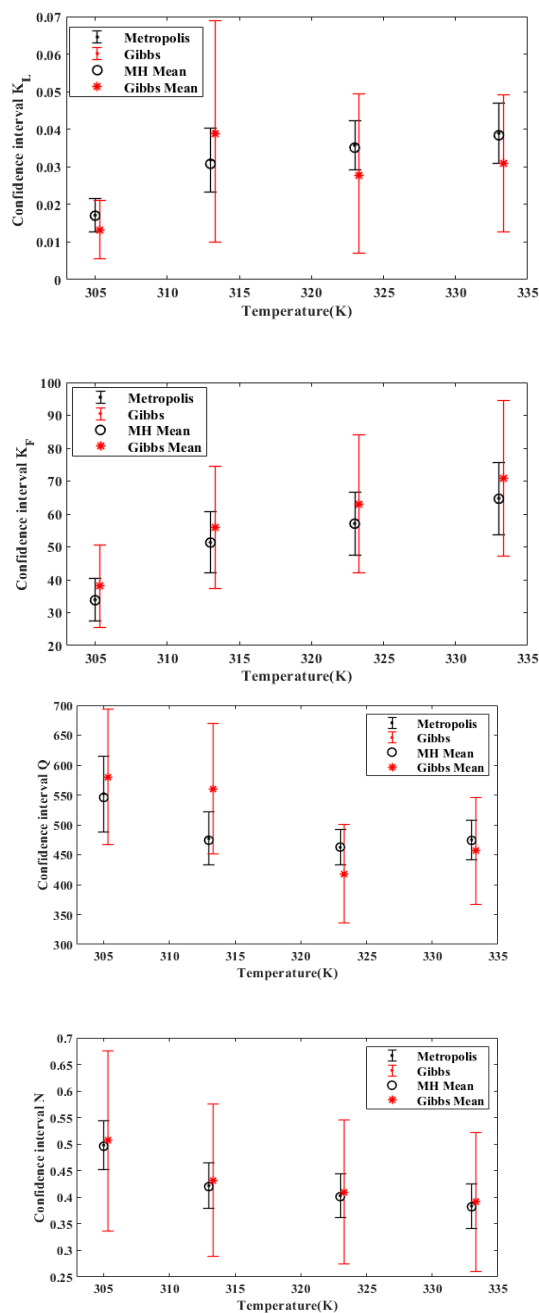 0.07
0.06
0.05
0.04
0.03
0.02
0.01
0
Confidence interval K_L
Metropolis
Gibbs
MH Mean
Gibbs Mean
305 310 315 320 325 330 335
Temperature(K)
100
90
80
70
60
50
40
30
20
Confidence interval K_F
Metropolis
Gibbs
MH Mean
Gibbs Mean
305 310 315 320 325 330 335
Temperature(K)
700
650
600
550
500
450
400
350
300
Confidence interval Q
Metropolis
Gibbs
MH Mean
Gibbs Mean
305 310 315 320 325 330 335
Temperature(K)
0.7
0.65
0.6
0.55
0.5
0.45
0.4
0.35
0.3
0.25
Confidence interval N
Metropolis
Gibbs
MH Mean
Gibbs Mean
305 310 315 320 325 330 335
Temperature(K)